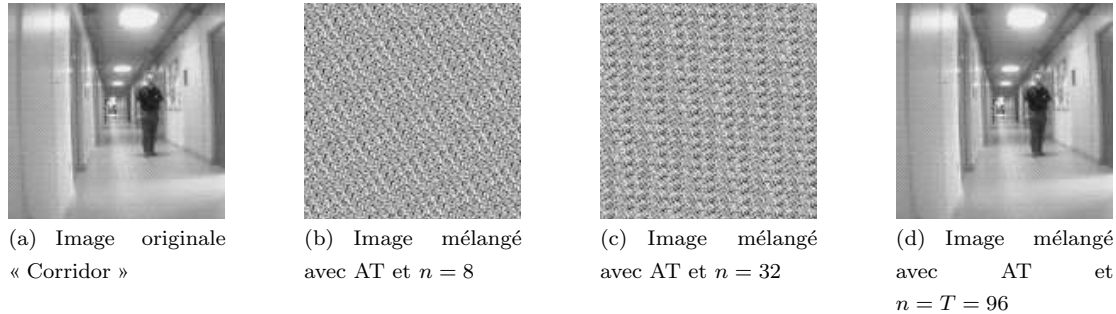 (a) Image originale
« Corridor »
(b) Image mélangé
avec AT et n = 8
(c) Image mélangé
avec AT et n = 32
(d) Image mélangé
avec AT et
n = T = 96